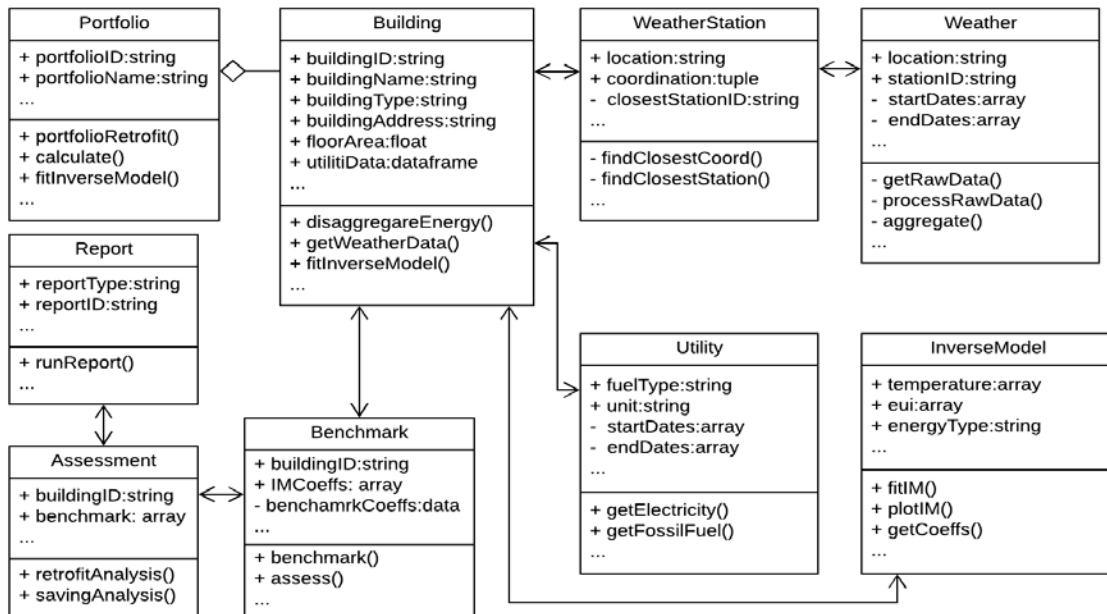 Portfolio
+ portfolioID:string
+ portfolioName:string
...
+ portfolioRetrofit()
+ calculate()
+ fitInverseModel()
...
Building
+ buildingID:string
+ buildingName:string
+ buildingType:string
+ buildingAddress:string
+ floorArea:float
+ utilitiData:dataframe
...
+ disaggregareEnergy()
+ getWeatherData()
+ fitInverseModel()
...
WeatherStation
+ location:string
+ coordination:tuple
- closestStationID:string
...
- findClosestCoord()
- findClosestStation()
...
Weather
+ location:string
+ stationID:string
- startDates:array
- endDates:array
...
- getRawData()
- processRawData()
- aggregate()
...
Report
+ reportType:string
+ reportID:string
...
+ runReport()
...
Assessment
+ buildingID:string
+ benchmark: array
...
+ retrofitAnalysis()
+ savingAnalysis()
Benchmark
+ buildingID:string
+ IMCoeffs: array
- benchamrkCoeffs:data
...
+ benchmark()
+ assess()
...
Utility
+ fuelType:string
+ unit:string
- startDates:array
- endDates:array
...
+ getElectricity()
+ getFossilFuel()
...
InverseModel
+ temperature:array
+ eui:array
+ energyType:string
...
+ fitIM()
+ plotIM()
+ getCoeffs()
...